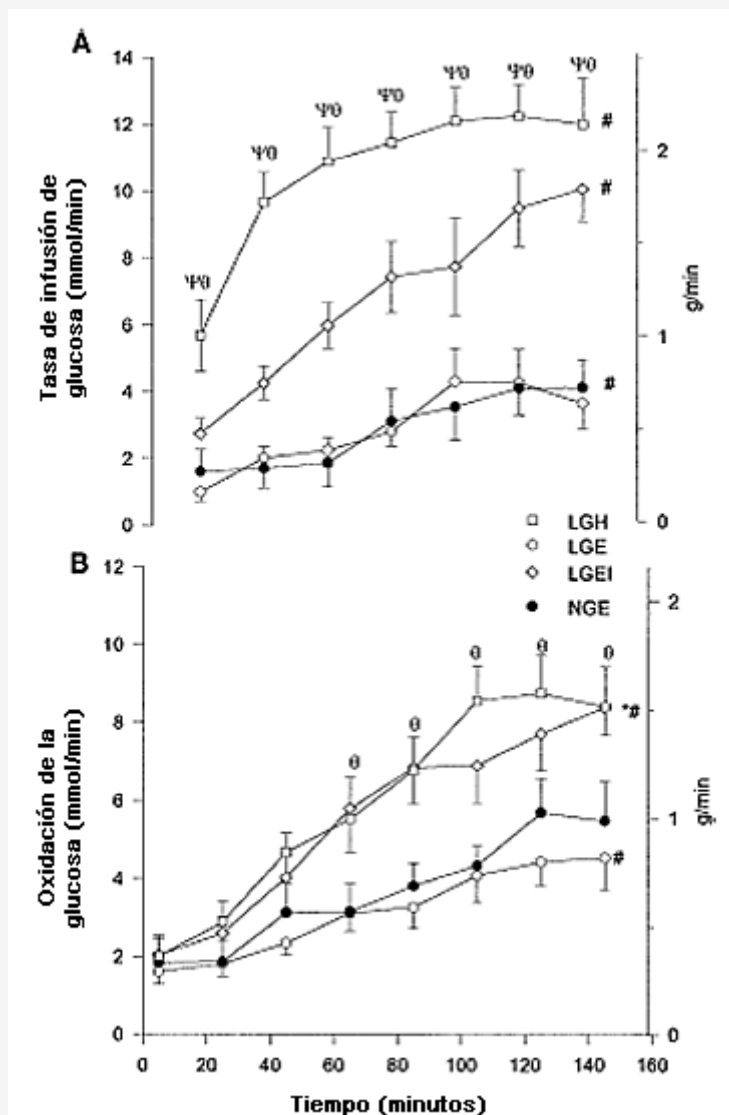 A
14
12
10
8
6
4
2
0
Tasa de infusión de
glucosa (mmol/min)
Ψθ Ψθ Ψθ Ψθ Ψθ Ψθ Ψθ
#
#
#
2
1
0
g/min
LGH
LGE
LGEI
NGE
B
12
10
8
6
4
2
0
Oxidación de la
glucosa (mmol/min)
θ θ θ θ θ
*#
#
2
1
0
g/min
0 20 40 60 80 100 120 140 160
Tiempo (minutos)